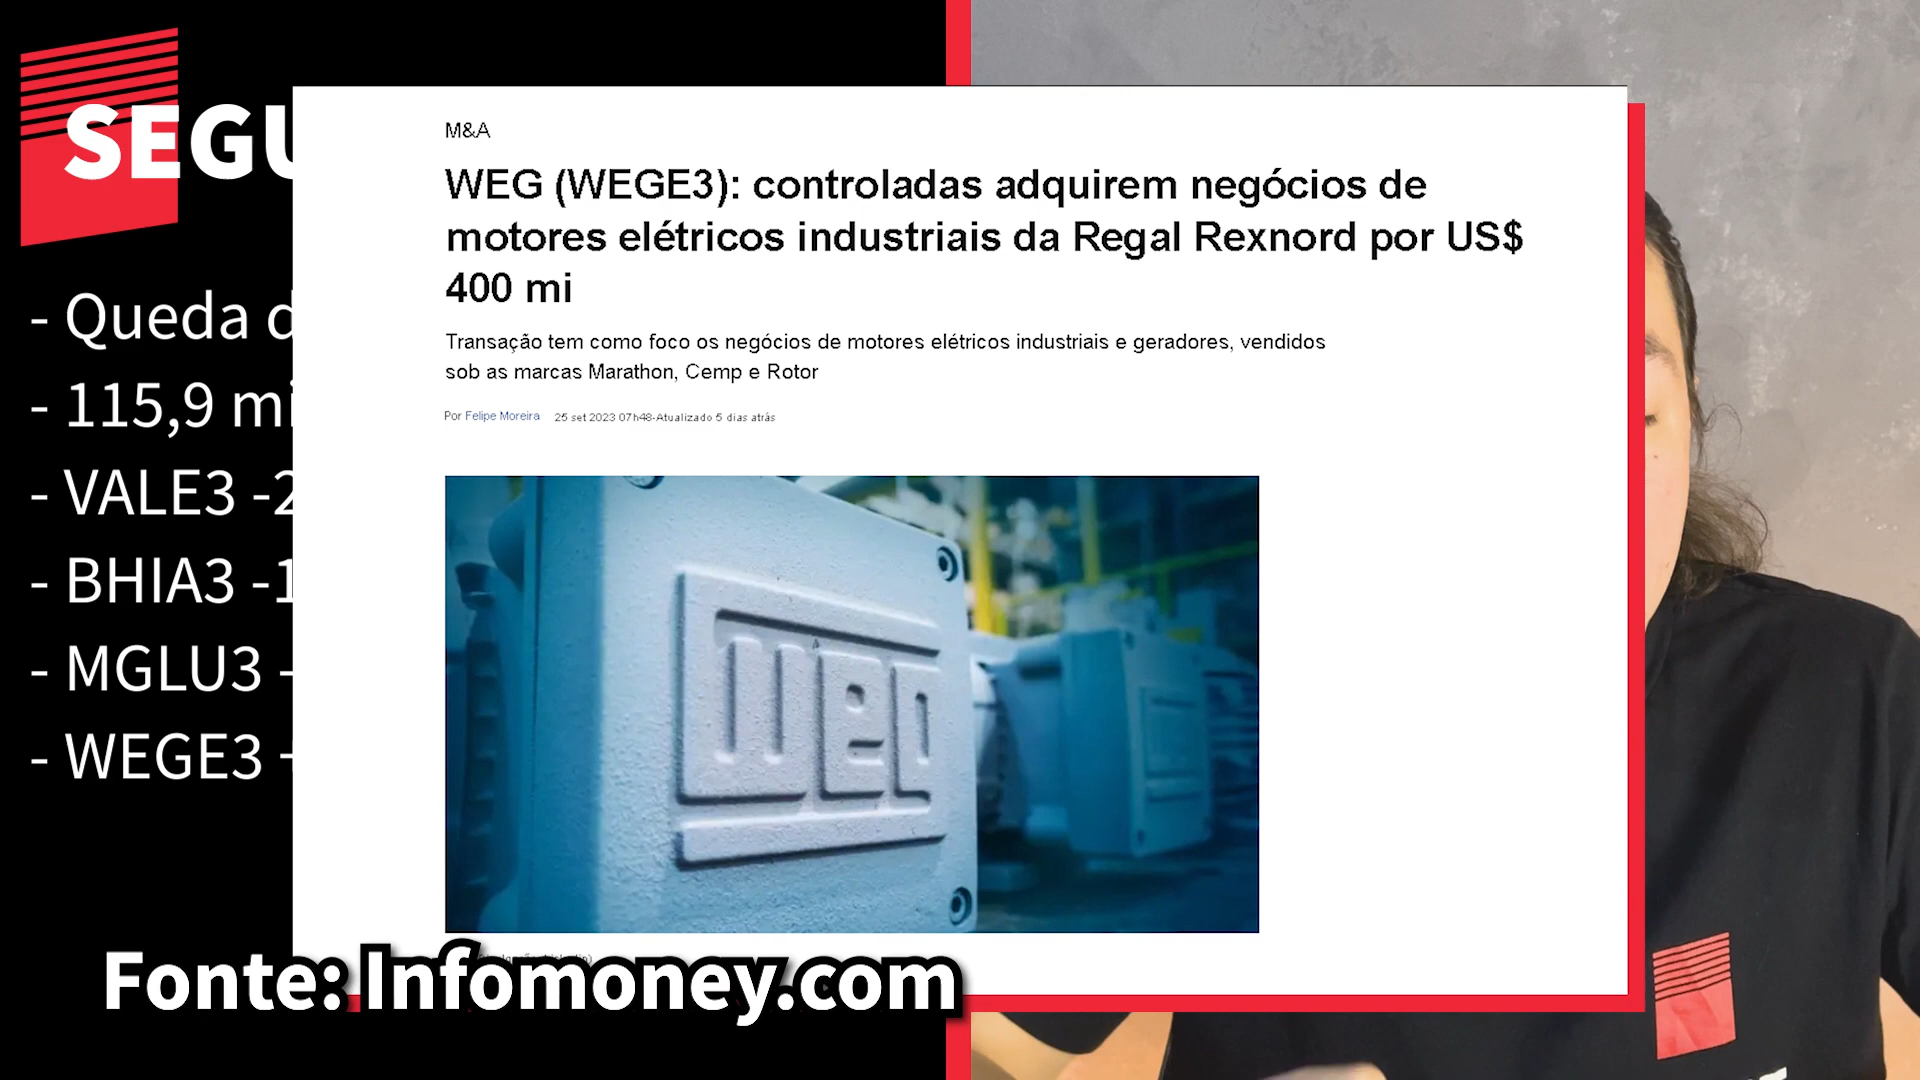 SEGU
- Queda d
- 115,9 mi
- VALE3 -2
- BHIA3 -1
- MGLU3 -
- WEGE3 +
M&A
WEG (WEGE3): controladas adquirem negócios de
motores elétricos industriais da Regal Rexnord por US$
400 mi
Transação tem como foco os negócios de motores elétricos industriais e geradores, vendidos
sob as marcas Marathon, Cemp e Rotor
Por Felipe Moreira 25 set 2023 07h48-Atualizado 5 dias atrás
weg
Fonte: Infomoney.com